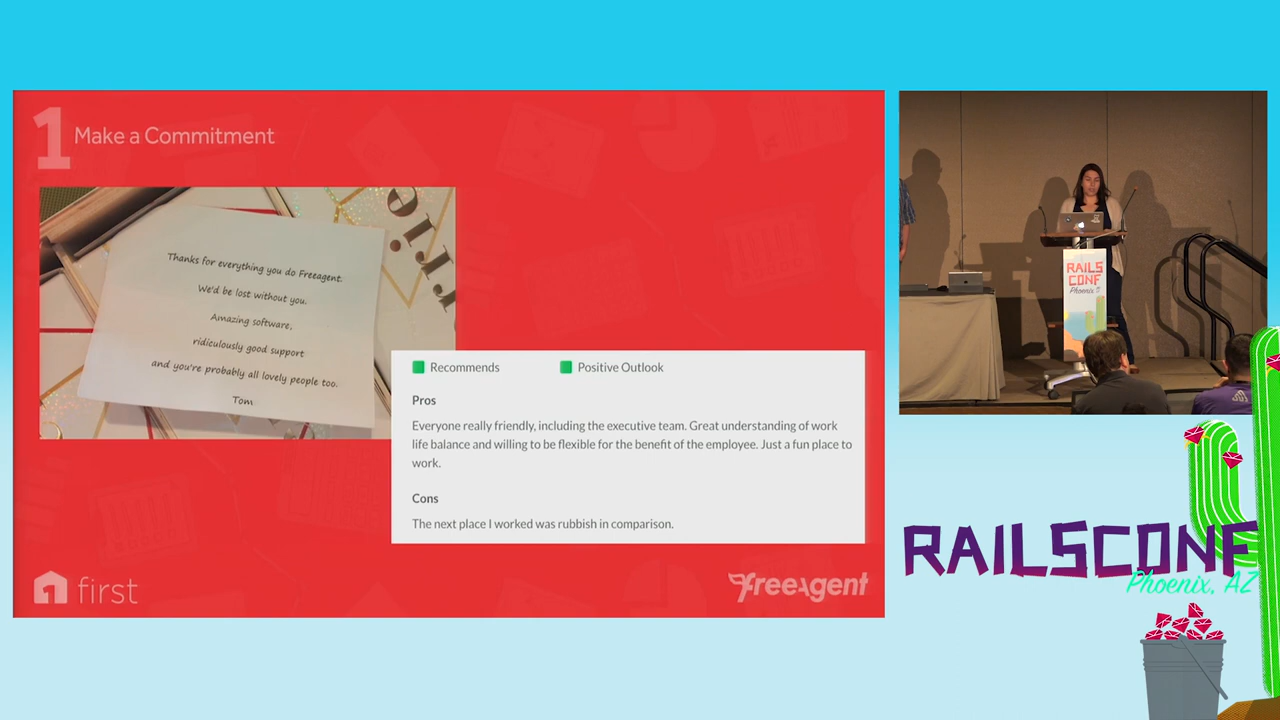 1 Make a Commitment
Thanks for everything you do Freeagent.
We'd be lost without you.
Amazing software,
ridiculously good support
and you're probably all lovely people too.
Tom
Recommends
Positive Outlook
Pros
Everyone really friendly, including the executive team. Great understanding of work
life balance and willing to be flexible for the benefit of the employee. Just a fun place to
work.
Cons
The next place I worked was rubbish in comparison.
1 first
FreeAgent
RAILS
CONF
Phoenix
RAILSCONF
Phoenix, AZ